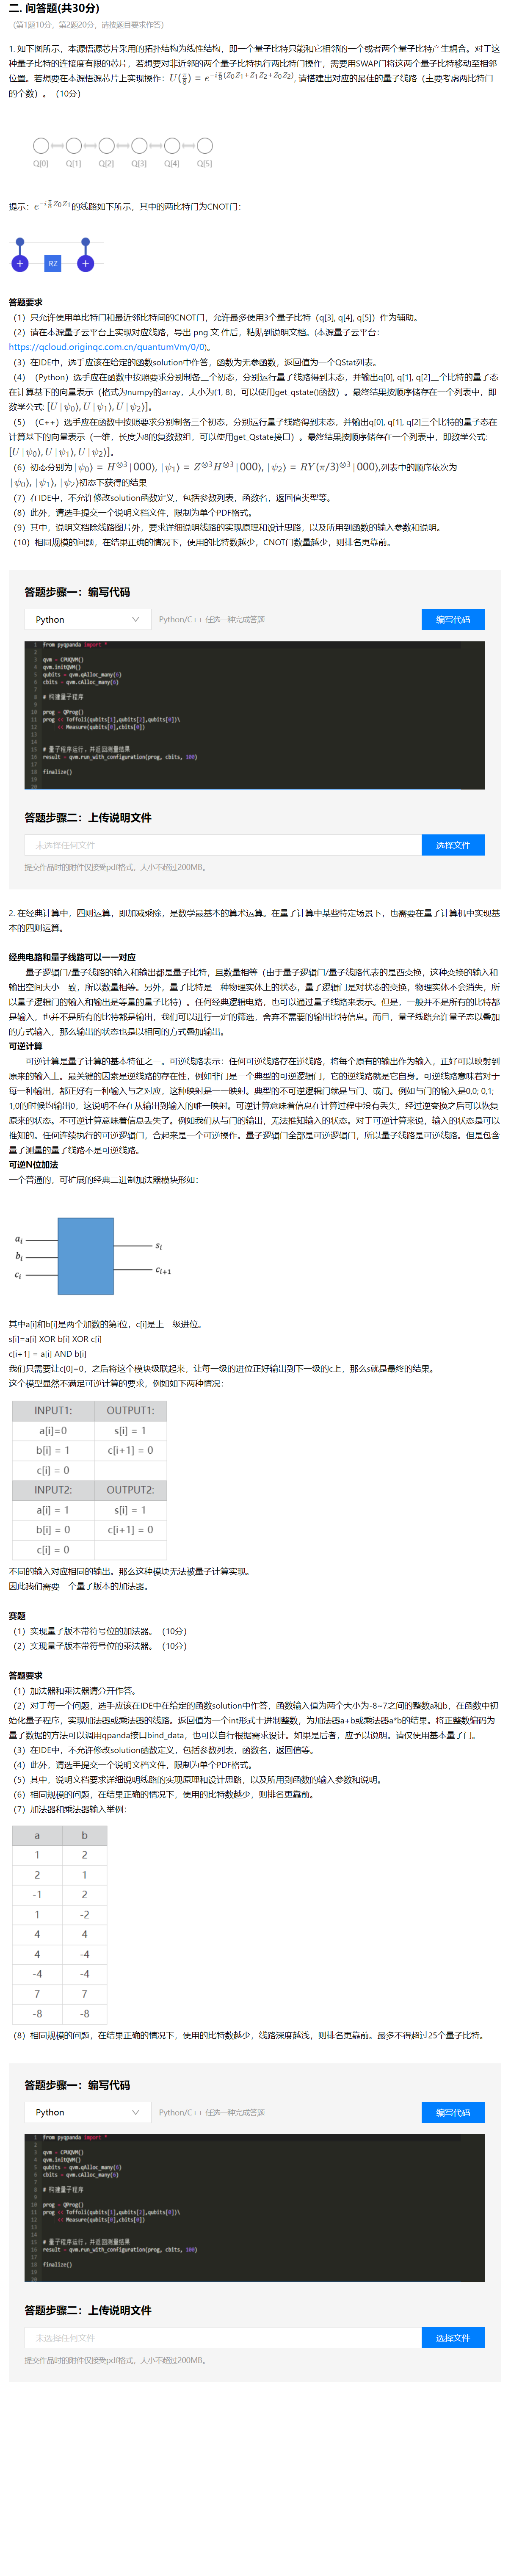 二. 问答题(共30分)
（第1题10分，第2题20分，请按题目要求作答）
1. 如下图所示，本源悟源芯片采用的拓扑结构为线性结构，即一个量子比特只能和它相邻的一个或者两个量子比特产生耦合。对于这
种量子比特的连接度有限的芯片，若想要对非近邻的两个量子比特执行两比特门操作，需要用SWAP门将这两个量子比特移动至相邻
位置。若想要在本源悟源芯片上实现操作：U(π/8) = e^{-i π/8 (Z₀Z₁+Z₁Z₂+Z₀Z₂)}, 请搭建出对应的最佳的量子线路（主要考虑两比特门
的个数）。（10分）
Q[0] Q[1] Q[2] Q[3] Q[4] Q[5]
提示：e^{-i π/8 Z₀Z₁}的线路如下所示，其中的两比特门为CNOT门：
RZ
答题要求
（1）只允许使用单比特门和最近邻比特间的CNOT门，允许最多使用3个量子比特（q[3], q[4], q[5]）作为辅助。
（2）请在本源量子云平台上实现对应线路，导出 png 文 件后，粘贴到说明文档。(本源量子云平台：
https://qcloud.originqc.com.cn/quantumVm/0/0)。
（3）在IDE中，选手应该在给定的函数solution中作答，函数为无参函数，返回值为一个QStat列表。
（4）（Python）选手应在函数中按照要求分别制备三个初态，分别运行量子线路得到末态，并输出q[0], q[1], q[2]三个比特的量子态
在计算基下的向量表示（格式为numpy的array，大小为(1, 8)，可以使用get_qstate()函数）。最终结果按顺序储存在一个列表中，即
数学公式: [U | ψ₀⟩, U | ψ₁⟩, U | ψ₂⟩]。
（5）（C++）选手应在函数中按照要求分别制备三个初态，分别运行量子线路得到末态，并输出q[0], q[1], q[2]三个比特的量子态在
计算基下的向量表示（一维，长度为8的复数数组，可以使用get_Qstate接口）。最终结果按顺序储存在一个列表中，即数学公式:
[U | ψ₀⟩, U | ψ₁⟩, U | ψ₂⟩]。
（6）初态分别为| ψ₀⟩ = H^{⊗3} | 000⟩, | ψ₁⟩ = Z^{⊗3}H^{⊗3} | 000⟩, | ψ₂⟩ = RY(π/3)^{⊗3} | 000⟩,列表中的顺序依次为
| ψ₀⟩, | ψ₁⟩, | ψ₂⟩初态下获得的结果
（7）在IDE中，不允许修改solution函数定义，包括参数列表，函数名，返回值类型等。
（8）此外，请选手提交一个说明文档文件，限制为单个PDF格式。
（9）其中，说明文档除线路图片外，要求详细说明线路的实现原理和设计思路，以及所用到函数的输入参数和说明。
（10）相同规模的问题，在结果正确的情况下，使用的比特数越少，CNOT门数量越少，则排名更靠前。
答题步骤一：编写代码
Python
Python/C++ 任选一种完成答题
编写代码
1 from pyqpanda import *
2
3 qvm = CPUQVM()
4 qvm.initQVM()
5 qubits = qvm.qAlloc_many(6)
6 cbits = qvm.cAlloc_many(6)
7
8 # 构建量子程序
9
10 prog = QProg()
11 prog << Toffoli(qubits[1],qubits[2],qubits[0])\
12 << Measure(qubits[0],cbits[0])
13
14
15 # 量子程序运行，并返回测量结果
16 result = qvm.run_with_configuration(prog, cbits, 100)
17
18 finalize()
19
20
答题步骤二：上传说明文件
未选择任何文件
选择文件
提交作品时的附件仅接受pdf格式，大小不超过200MB。
2. 在经典计算中，四则运算，即加减乘除，是数学最基本的算术运算。在量子计算中某些特定场景下，也需要在量子计算机中实现基
本的四则运算。
经典电路和量子线路可以一一对应
量子逻辑门/量子线路的输入和输出都是量子比特，且数量相等（由于量子逻辑门/量子线路代表的是酉变换，这种变换的输入和
输出空间大小一致，所以数量相等。另外，量子比特是一种物理实体上的状态，量子逻辑门是对状态的变换，物理实体不会消失，所
以量子逻辑门的输入和输出是等量的量子比特）。任何经典逻辑电路，也可以通过量子线路来表示。但是，一般并不是所有的比特都
是输入，也并不是所有的比特都是输出，我们可以进行一定的筛选，舍弃不需要的输出比特信息。而且，量子线路允许量子态以叠加
的方式输入，那么输出的状态也是以相同的方式叠加输出。
可逆计算
可逆计算是量子计算的基本特征之一。可逆线路表示：任何可逆线路存在逆线路，将每个原有的输出作为输入，正好可以映射到
原来的输入上。最关键的因素是逆线路的存在性，例如非门是一个典型的可逆逻辑门，它的逆线路就是它自身。可逆线路意味着对于
每一种输出，都正好有一种输入与之对应，这种映射是一一映射。典型的不可逆逻辑门就是与门、或门。例如与门的输入是0,0; 0,1;
1,0的时候均输出0，这说明不存在从输出到输入的唯一映射。可逆计算意味着信息在计算过程中没有丢失，经过逆变换之后可以恢复
原来的状态。不可逆计算意味着信息丢失了。例如我们从与门的输出，无法推知输入的状态。对于可逆计算来说，输入的状态是可以
推知的。任何连续执行的可逆逻辑门，合起来是一个可逆操作。量子逻辑门全部是可逆逻辑门，所以量子线路是可逆线路。但是包含
量子测量的量子线路不是可逆线路。
可逆N位加法
一个普通的，可扩展的经典二进制加法器模块形如：
aᵢ
bᵢ
cᵢ
sᵢ
cᵢ₊₁
其中a[i]和b[i]是两个加数的第i位，c[i]是上一级进位。
s[i]=a[i] XOR b[i] XOR c[i]
c[i+1] = a[i] AND b[i]
我们只需要让c[0]=0，之后将这个模块级联起来，让每一级的进位正好输出到下一级的c上，那么s就是最终的结果。
这个模型显然不满足可逆计算的要求，例如如下两种情况：
INPUT1: OUTPUT1:
a[i]=0 s[i] = 1
b[i] = 1 c[i+1] = 0
c[i] = 0
INPUT2: OUTPUT2:
a[i] = 1 s[i] = 1
b[i] = 0 c[i+1] = 0
c[i] = 0
不同的输入对应相同的输出。那么这种模块无法被量子计算实现。
因此我们需要一个量子版本的加法器。
赛题
（1）实现量子版本带符号位的加法器。（10分）
（2）实现量子版本带符号位的乘法器。（10分）
答题要求
（1）加法器和乘法器请分开作答。
（2）对于每一个问题，选手应该在IDE中在给定的函数solution中作答，函数输入值为两个大小为-8~7之间的整数a和b，在函数中初
始化量子程序，实现加法器或乘法器的线路。返回值为一个int形式十进制整数，为加法器a+b或乘法器a*b的结果。将正整数编码为
量子数据的方法可以调用qpanda接口bind_data，也可以自行根据需求设计。如果是后者，应予以说明。请仅使用基本量子门。
（3）在IDE中，不允许修改solution函数定义，包括参数列表，函数名，返回值等。
（4）此外，请选手提交一个说明文档文件，限制为单个PDF格式。
（5）其中，说明文档要求详细说明线路的实现原理和设计思路，以及所用到函数的输入参数和说明。
（6）相同规模的问题，在结果正确的情况下，使用的比特数越少，则排名更靠前。
（7）加法器和乘法器输入举例：
a b
1 2
2 1
-1 2
1 -2
4 4
4 -4
-4 -4
7 7
-8 -8
（8）相同规模的问题，在结果正确的情况下，使用的比特数越少，线路深度越浅，则排名更靠前。最多不得超过25个量子比特。
答题步骤一：编写代码
Python
Python/C++ 任选一种完成答题
编写代码
1 from pyqpanda import *
2
3 qvm = CPUQVM()
4 qvm.initQVM()
5 qubits = qvm.qAlloc_many(6)
6 cbits = qvm.cAlloc_many(6)
7
8 # 构建量子程序
9
10 prog = QProg()
11 prog << Toffoli(qubits[1],qubits[2],qubits[0])\
12 << Measure(qubits[0],cbits[0])
13
14
15 # 量子程序运行，并返回测量结果
16 result = qvm.run_with_configuration(prog, cbits, 100)
17
18 finalize()
19
20
答题步骤二：上传说明文件
未选择任何文件
选择文件
提交作品时的附件仅接受pdf格式，大小不超过200MB。